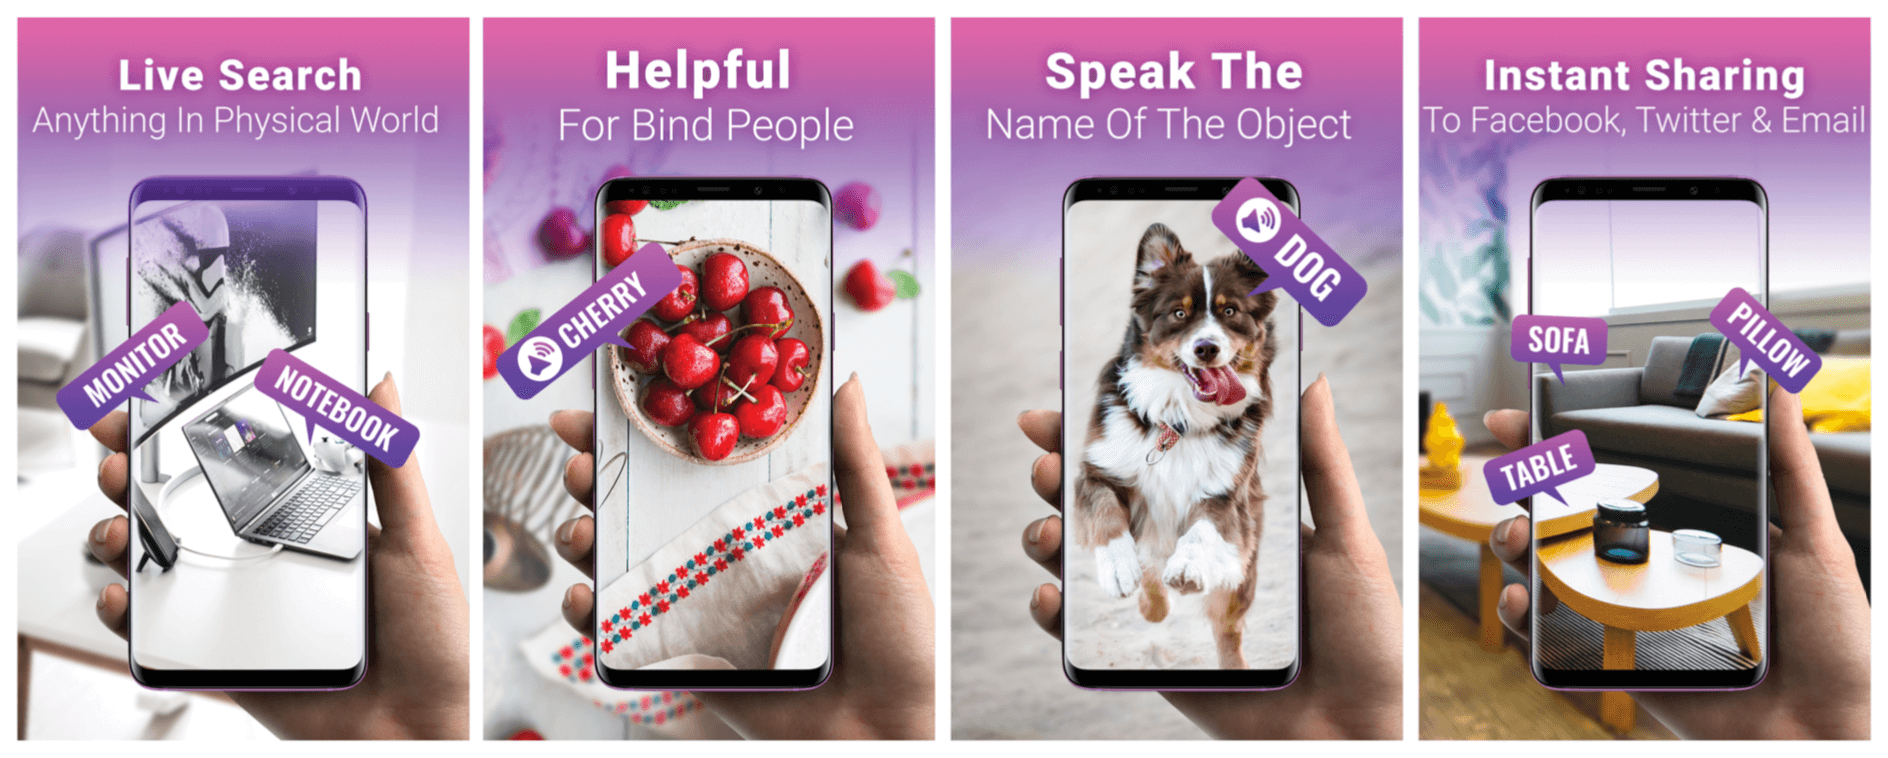 Live Search
Anything In Physical World
MONITOR
NOTEBOOK
Helpful
For Bind People
CHERRY
Speak The
Name Of The Object
DOG
Instant Sharing
To Facebook, Twitter & Email
SOFA
PILLOW
TABLE